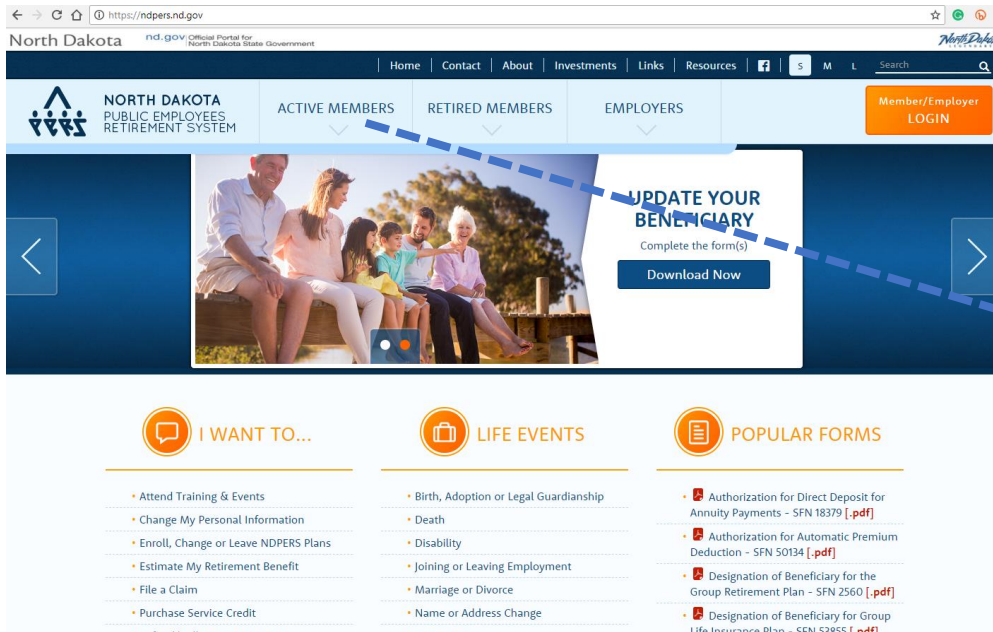 https://ndpers.nd.gov
North Dakota nd.gov Official Portal for
North Dakota State Government
Home Contact About Investments Links Resources S M L Search
NORTH DAKOTA
PUBLIC EMPLOYEES
RETIREMENT SYSTEM
ACTIVE MEMBERS RETIRED MEMBERS EMPLOYERS
Member/Employer
LOGIN
UPDATE YOUR
BENEFICIARY
Complete the form(s)
Download Now
I WANT TO...
• Attend Training & Events
• Change My Personal Information
• Enroll, Change or Leave NDPERS Plans
• Estimate My Retirement Benefit
• File a Claim
• Purchase Service Credit
LIFE EVENTS
• Birth, Adoption or Legal Guardianship
• Death
• Disability
• Joining or Leaving Employment
• Marriage or Divorce
• Name or Address Change
POPULAR FORMS
• Authorization for Direct Deposit for
Annuity Payments - SFN 18379 [.pdf]
• Authorization for Automatic Premium
Deduction - SFN 50134 [.pdf]
• Designation of Beneficiary for the
Group Retirement Plan - SFN 2560 [.pdf]
• Designation of Beneficiary for Group
Life Insurance Plan - SFN 53855 [.pdf]